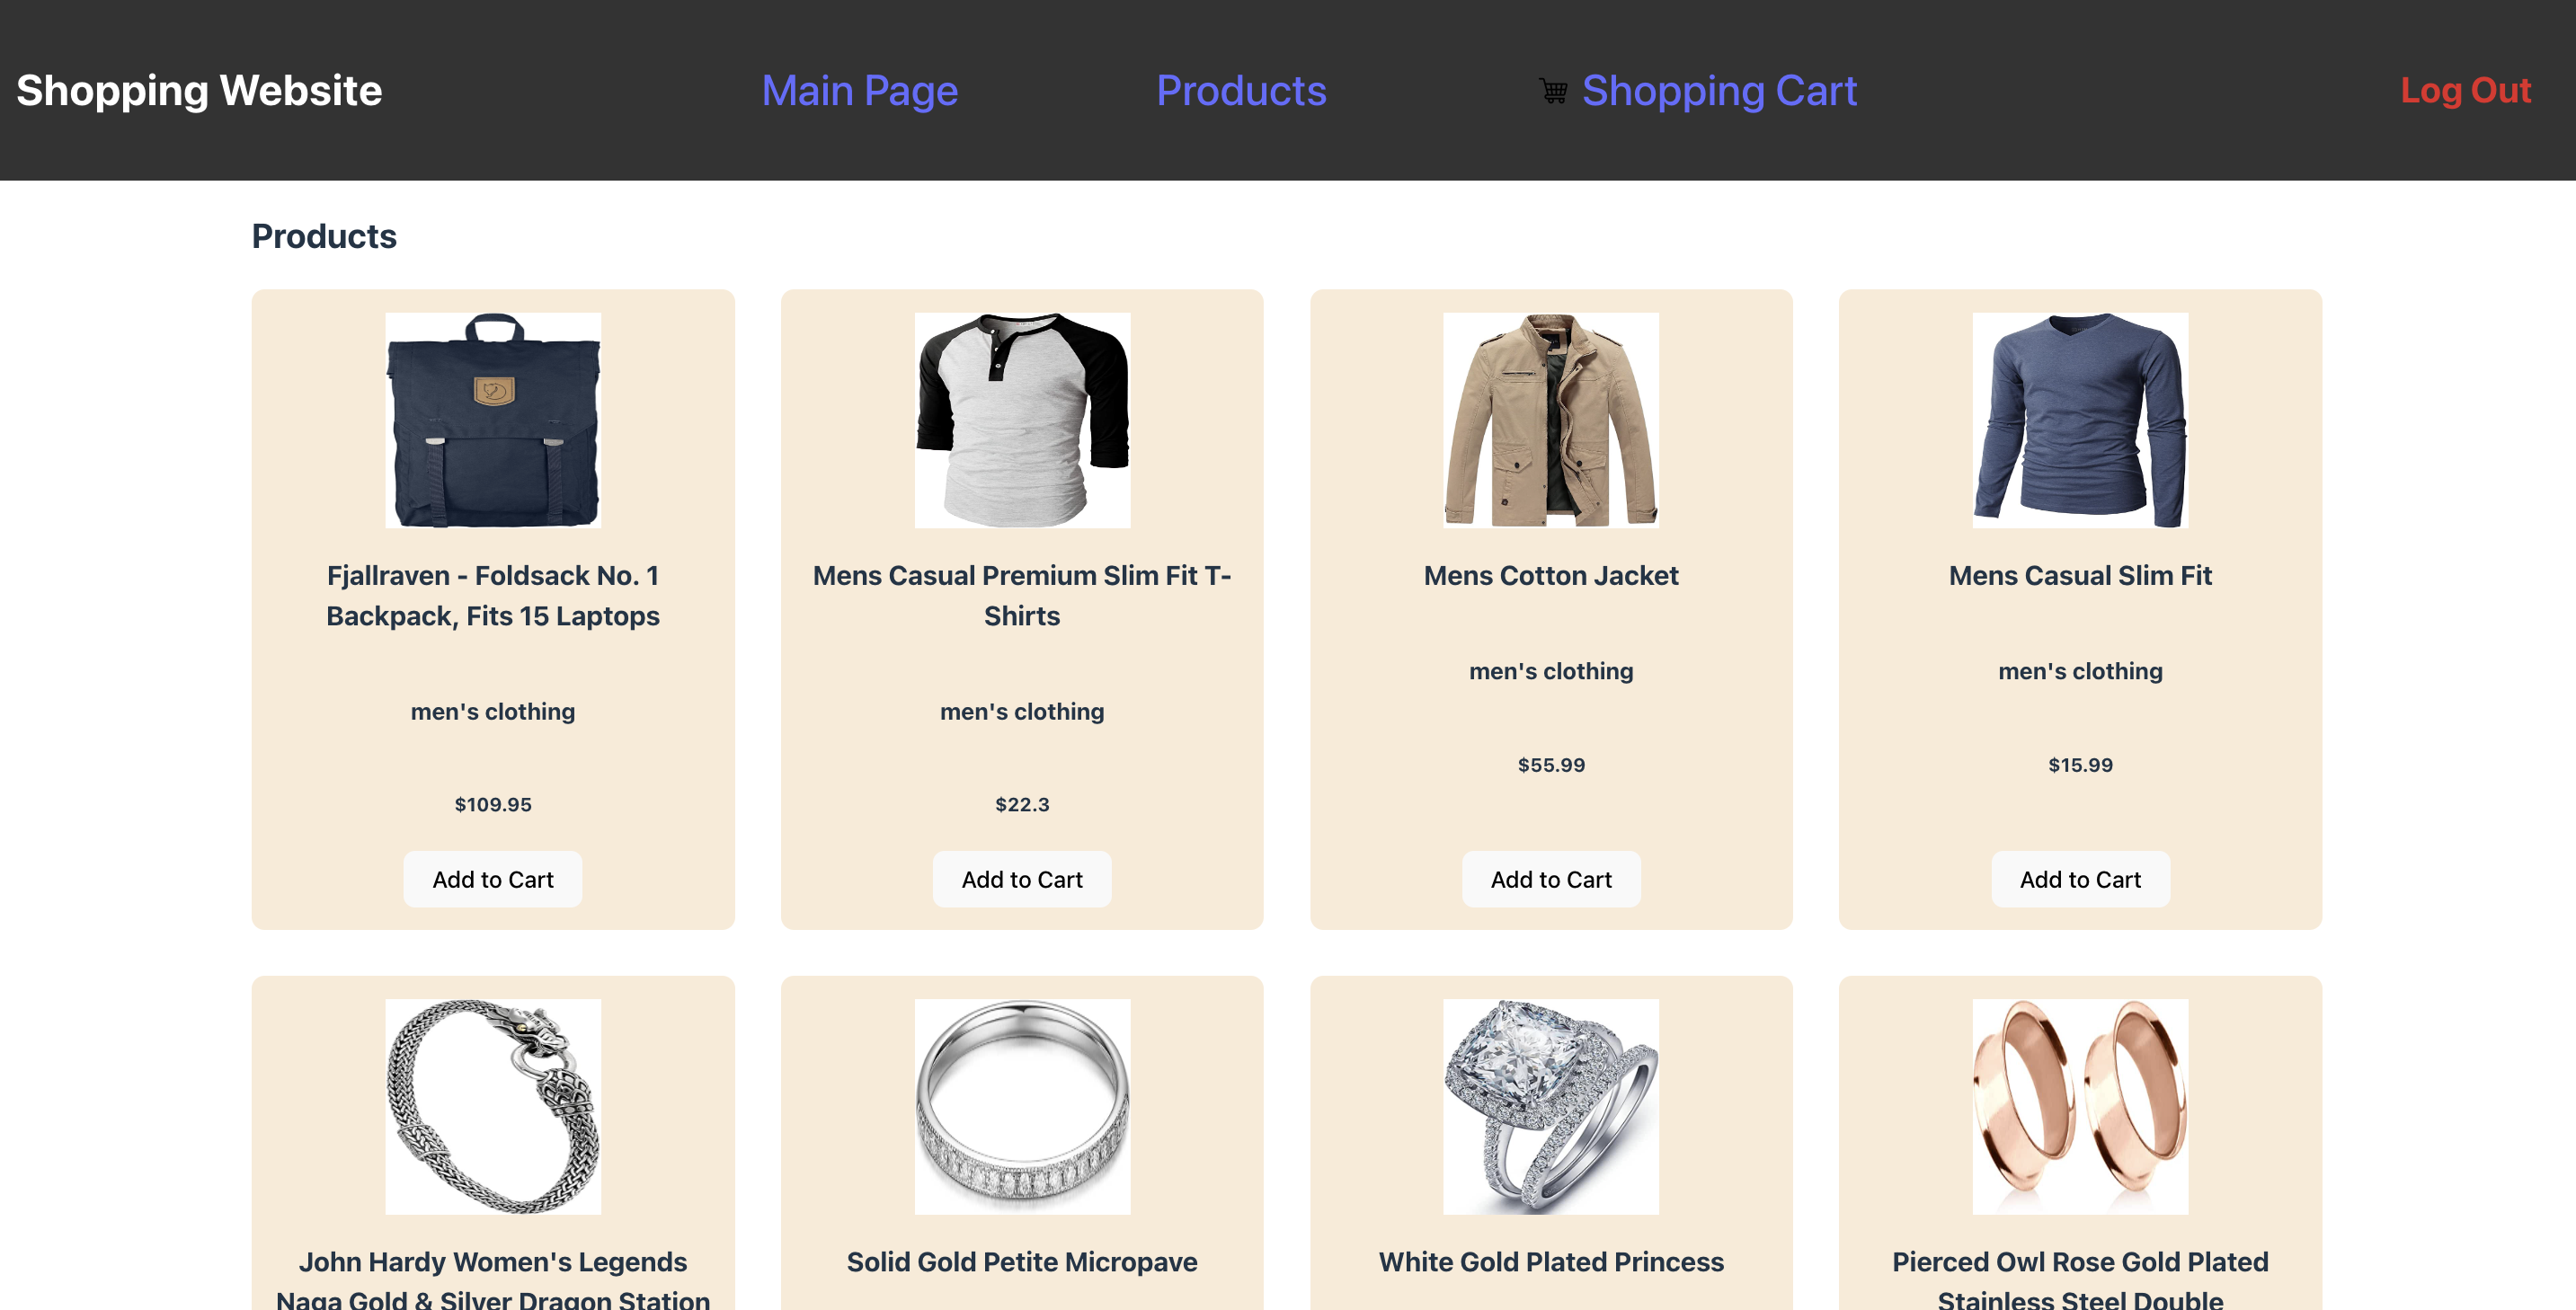 Shopping Website
Main Page
Products
Shopping Cart
Log Out
Products
Fjallraven - Foldsack No. 1
Backpack, Fits 15 Laptops
men's clothing
$109.95
Add to Cart
Mens Casual Premium Slim Fit T-
Shirts
men's clothing
$22.3
Add to Cart
Mens Cotton Jacket
men's clothing
$55.99
Add to Cart
Mens Casual Slim Fit
men's clothing
$15.99
Add to Cart
John Hardy Women's Legends
Naga Gold & Silver Dragon Station
Solid Gold Petite Micropave
White Gold Plated Princess
Pierced Owl Rose Gold Plated
Stainless Steel Double